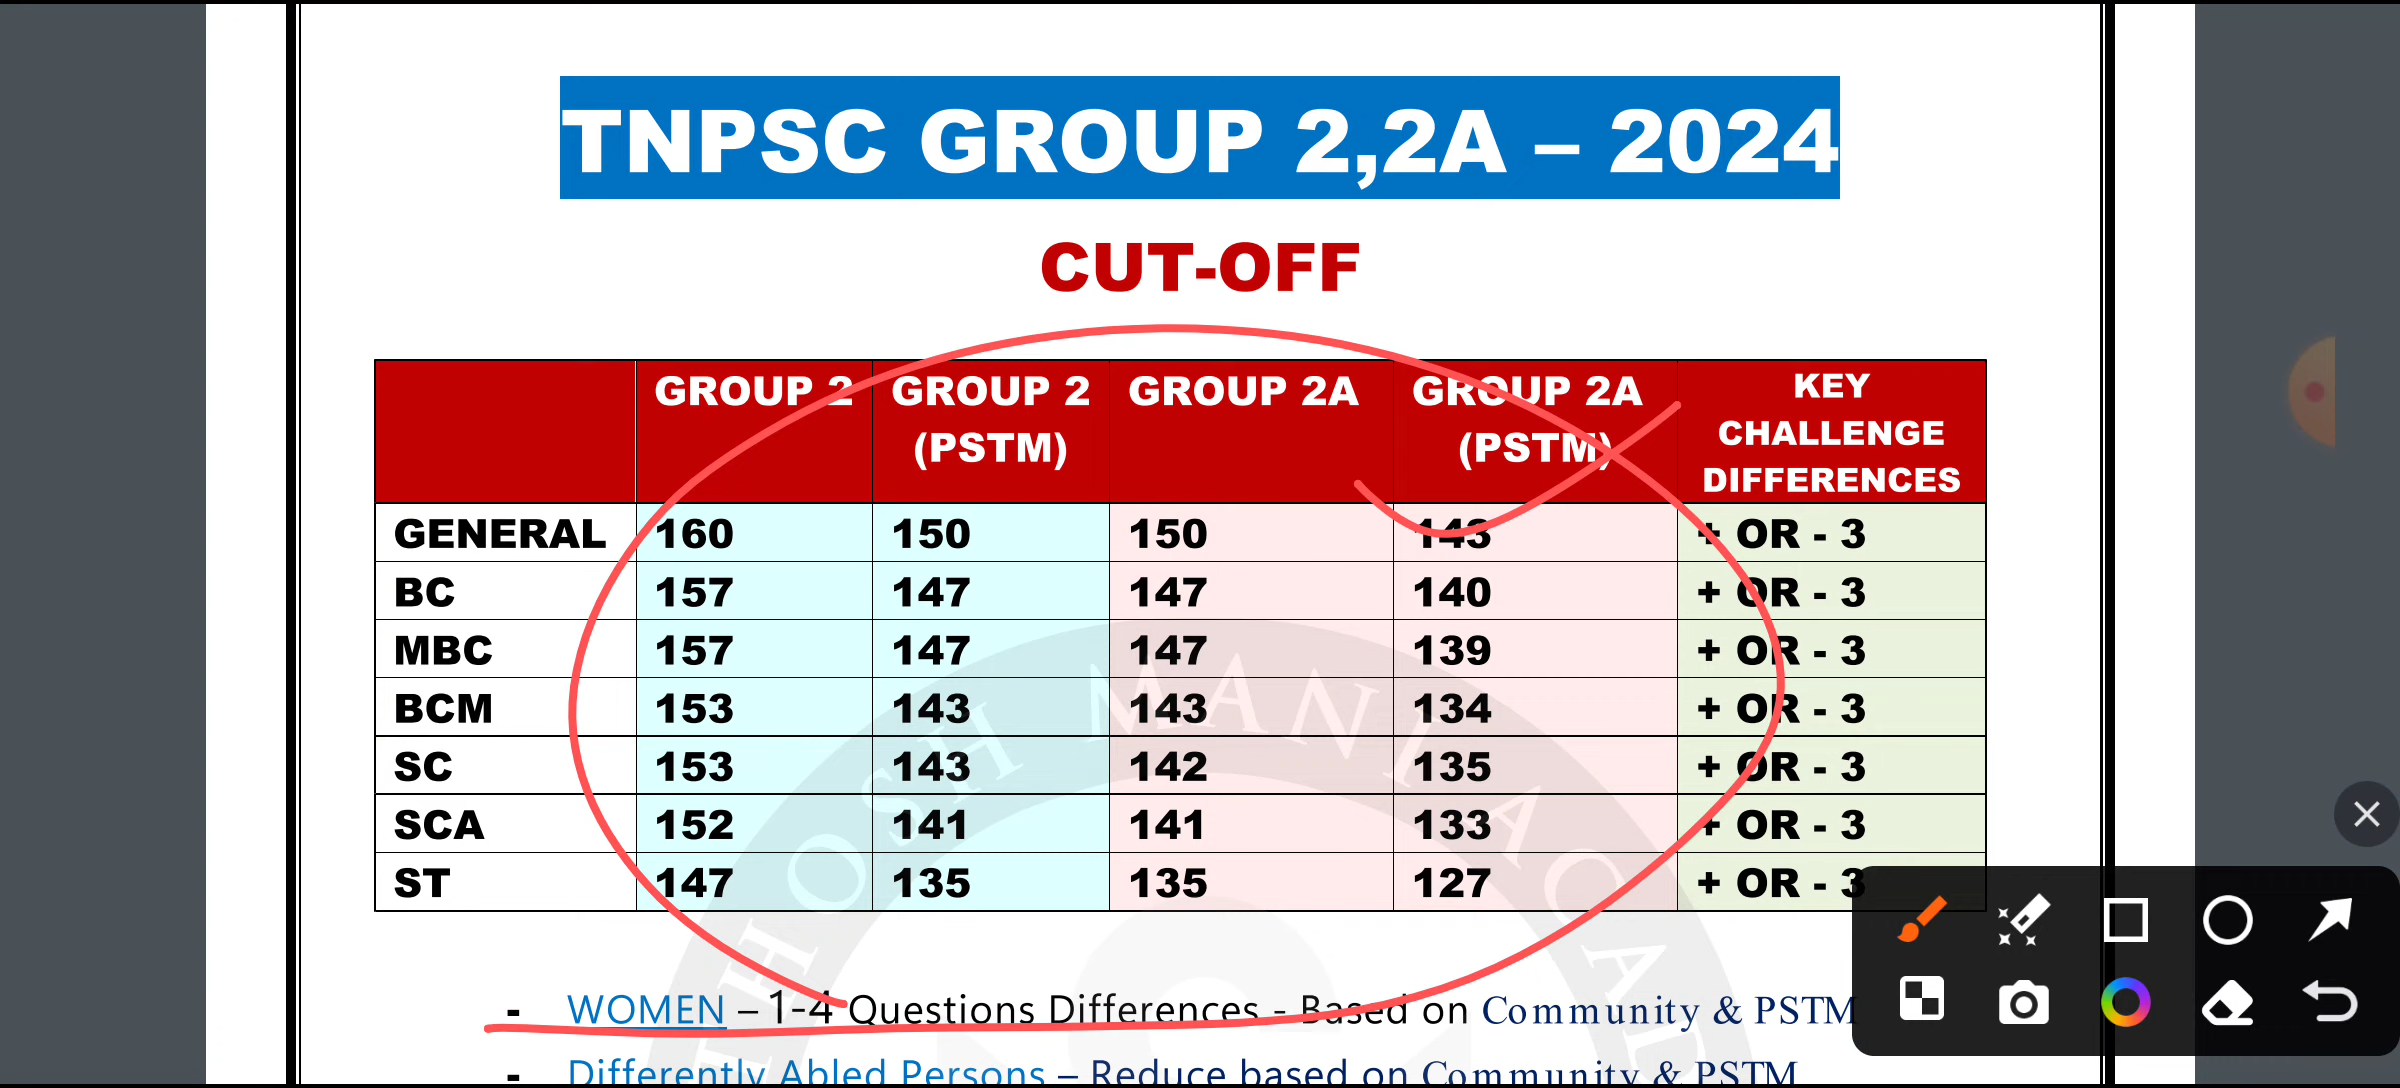 TNPSC GROUP 2,2A – 2024
CUT-OFF
GROUP 2 GROUP 2 (PSTM) GROUP 2A GROUP 2A (PSTM) KEY CHALLENGE DIFFERENCES
GENERAL 160 150 150 143 + OR - 3
BC 157 147 147 140 + OR - 3
MBC 157 147 147 139 + OR - 3
BCM 153 143 143 134 + OR - 3
SC 153 143 142 135 + OR - 3
SCA 152 141 141 133 + OR - 3
ST 147 135 135 127 + OR - 3
- WOMEN – 1-4 Questions Differences - Based on Community & PSTM
- Differently Abled Persons – Reduce based on Community & PSTM
HOSH MANI ACAD